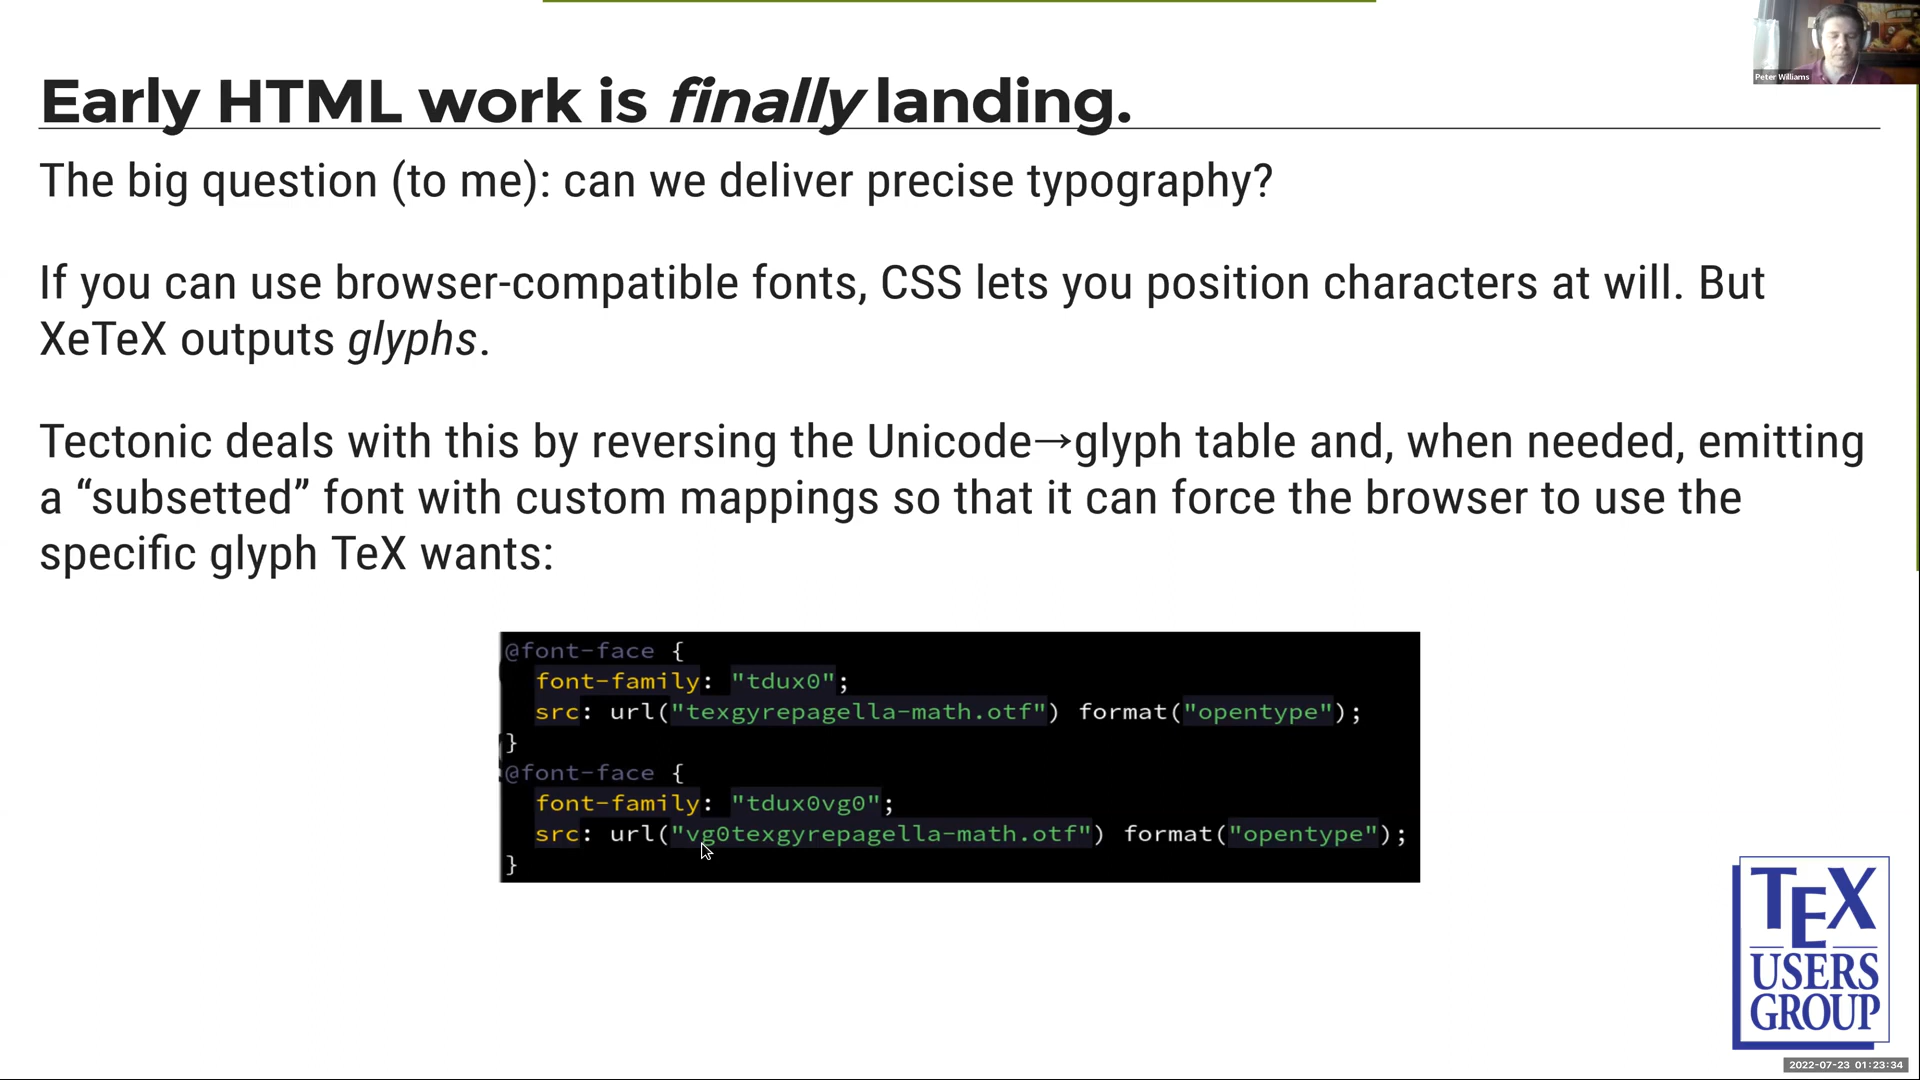 Peter Williams
Early HTML work is finally landing.
The big question (to me): can we deliver precise typography?
If you can use browser-compatible fonts, CSS lets you position characters at will. But
XeTeX outputs glyphs.
Tectonic deals with this by reversing the Unicode→glyph table and, when needed, emitting
a “subsetted” font with custom mappings so that it can force the browser to use the
specific glyph TeX wants:
@font-face {
  font-family: "tdux0";
  src: url("texgyrepagella-math.otf") format("opentype");
}
@font-face {
  font-family: "tdux0vg0";
  src: url("vg0texgyrepagella-math.otf") format("opentype");
}
TEX
USERS
GROUP
2022-07-23 01:23:34